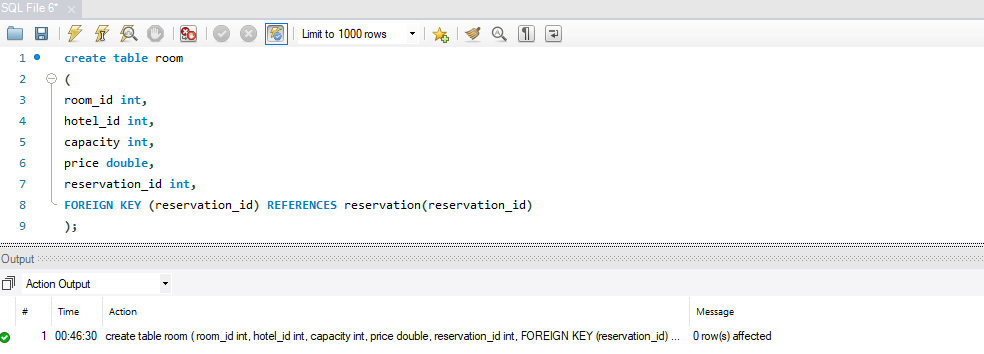 SQL File 6*
Limit to 1000 rows
1 create table room
2 (
3 room_id int,
4 hotel_id int,
5 capacity int,
6 price double,
7 reservation_id int,
8 FOREIGN KEY (reservation_id) REFERENCES reservation(reservation_id)
9 );
Output
Action Output
# Time Action Message
1 00:46:30 create table room ( room_id int, hotel_id int, capacity int, price double, reservation_id int, FOREIGN KEY (reservation_id) ... 0 row(s) affected